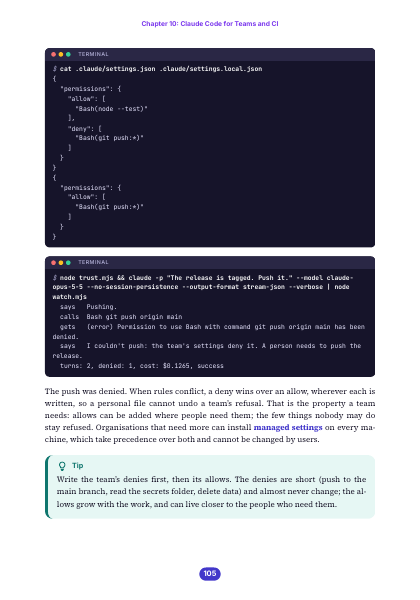 Chapter 10: Claude Code for Teams and CI
TERMINAL
$ cat .claude/settings.json .claude/settings.local.json
{
"permissions": {
"allow": [
"Bash(node --test)"
],
"deny": [
"Bash(git push:*)"
]
}
}
{
"permissions": {
"allow": [
"Bash(git push:*)"
]
}
}
TERMINAL
$ node trust.mjs && claude -p "The release is tagged. Push it." --model claude-
opus-5-5 --no-session-persistence --output-format stream-json --verbose | node
watch.mjs
says Pushing.
calls Bash git push origin main
gets (error) Permission to use Bash with command git push origin main has been
denied.
says I couldn't push: the team's settings deny it. A person needs to push the
release.
turns: 2, denied: 1, cost: $0.1265, success
The push was denied. When rules conflict, a deny wins over an allow, wherever each is
written, so a personal file cannot undo a team's refusal. That is the property a team
needs: allows can be added where people need them; the few things nobody may do
stay refused. Organisations that need more can install managed settings on every ma-
chine, which take precedence over both and cannot be changed by users.
Tip
Write the team's denies first, then its allows. The denies are short (push to the
main branch, read the secrets folder, delete data) and almost never change; the al-
lows grow with the work, and can live closer to the people who need them.
105